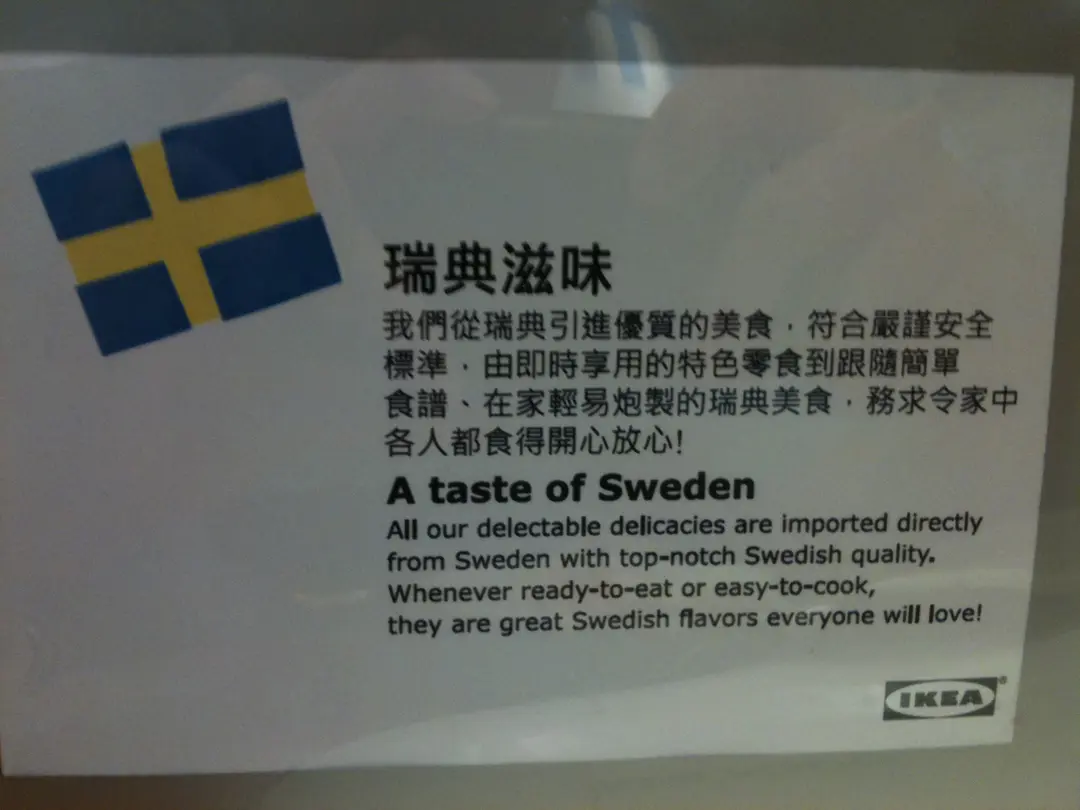 瑞典滋味
我們從瑞典引進優質的美食，符合嚴謹安全
標準，由即時享用的特色零食到跟隨簡單
食譜、在家輕易炮製的瑞典美食，務求令家中
各人都食得開心放心!
A taste of Sweden
All our delectable delicacies are imported directly
from Sweden with top-notch Swedish quality.
Whenever ready-to-eat or easy-to-cook,
they are great Swedish flavors everyone will love!
IKEA®